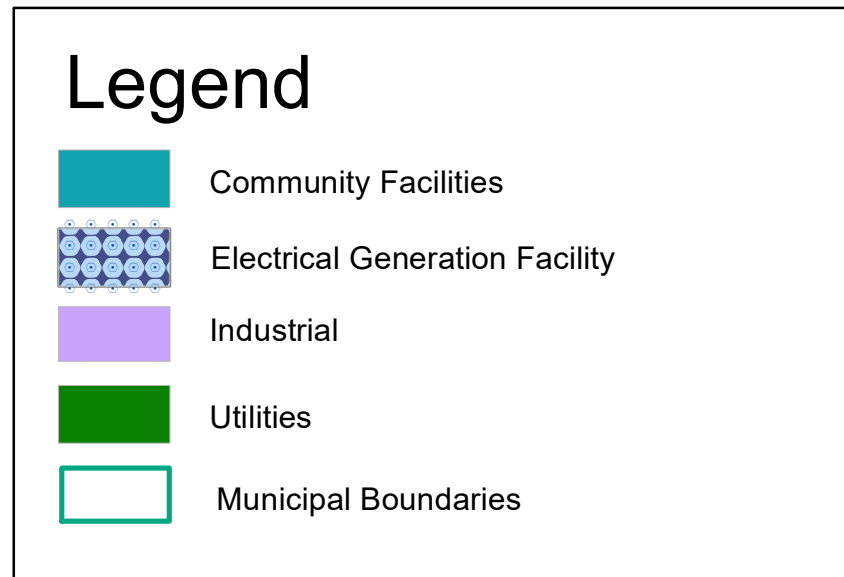 Legend
Community Facilities
Electrical Generation Facility
Industrial
Utilities
Municipal Boundaries